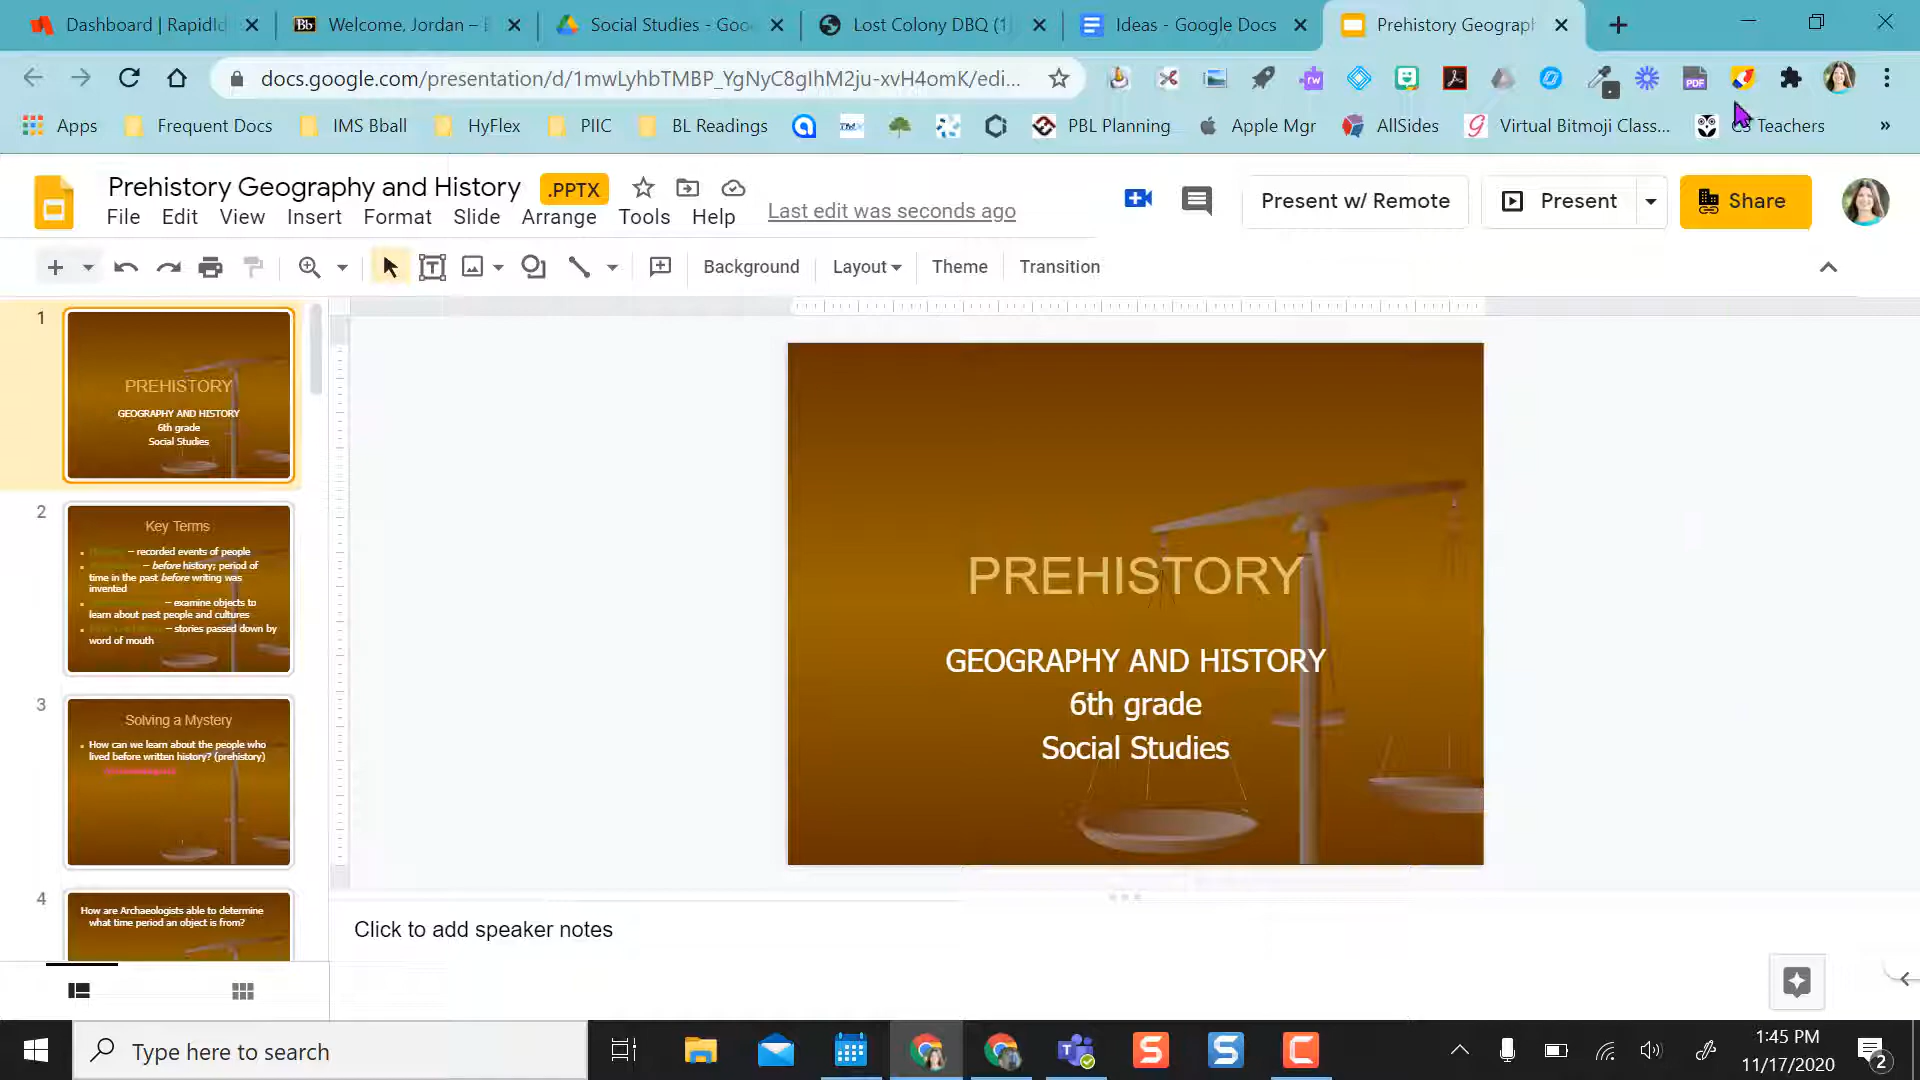 Dashboard | RapidId
Bb Welcome, Jordan –
Social Studies - Goo
Lost Colony DBQ (1)
Ideas - Google Docs
Prehistory Geograph
docs.google.com/presentation/d/1mwLyhbTMBP_YgNyC8gIhM2ju-xvH4omK/edi...
rw
PDF
Apps
Frequent Docs
IMS Bball
HyFlex
PIIC
BL Readings
PBL Planning
Apple Mgr
AllSides
Virtual Bitmoji Class...
CS Teachers
»
Prehistory Geography and History
.PPTX
File Edit View Insert Format Slide Arrange Tools Help
Last edit was seconds ago
Present w/ Remote
Present
Share
Background
Layout
Theme
Transition
1
PREHISTORY
GEOGRAPHY AND HISTORY
6th grade
Social Studies
2
Key Terms
– recorded events of people
– before history; period of
time in the past before writing was
invented
– examine objects to
learn about past people and cultures
– stories passed down by
word of mouth
3
Solving a Mystery
How can we learn about the people who
lived before written history? (prehistory)
4
How are Archaeologists able to determine
what time period an object is from?
PREHISTORY
GEOGRAPHY AND HISTORY
6th grade
Social Studies
Click to add speaker notes
Type here to search
1:45 PM
11/17/2020
2